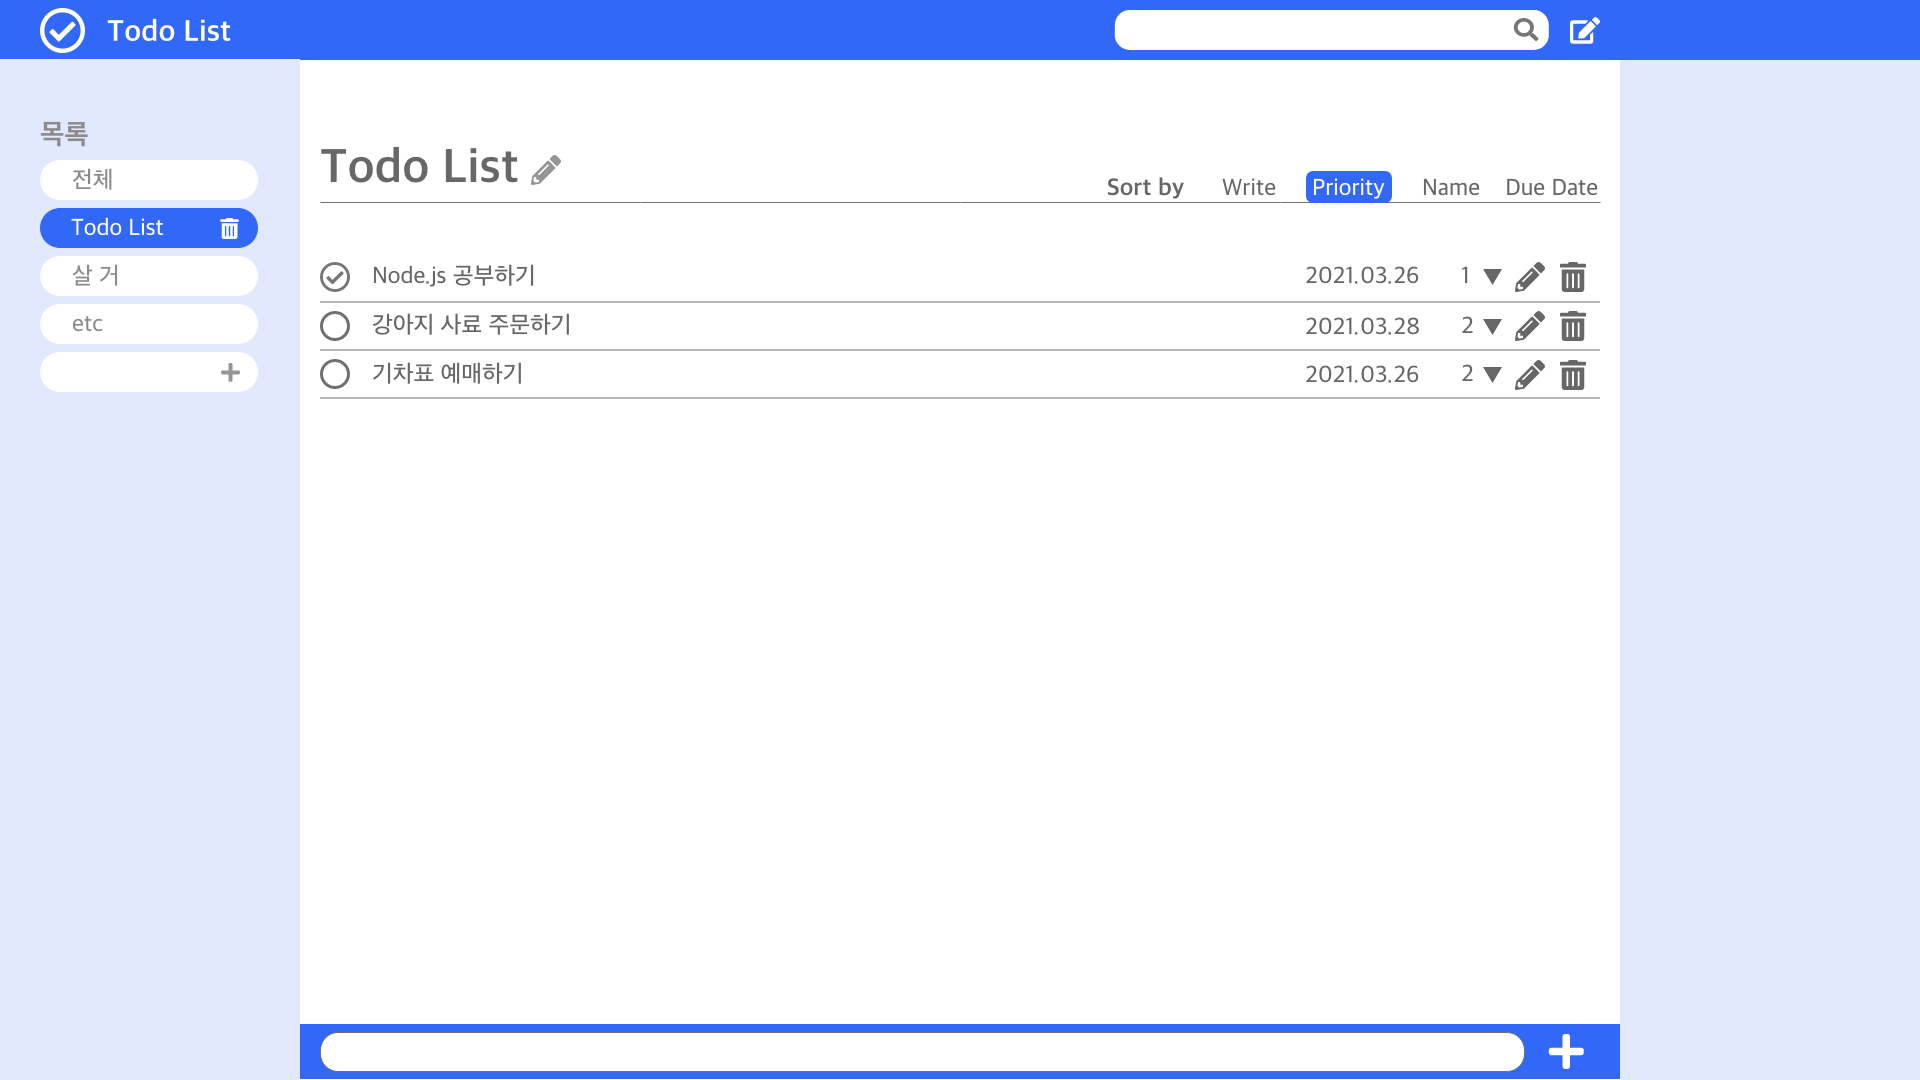 Todo List
목록
전체
Todo List
살 거
etc
Todo List
Sort by Write Priority Name Due Date
Node.js 공부하기 2021.03.26 1 ▼
강아지 사료 주문하기 2021.03.28 2 ▼
기차표 예매하기 2021.03.26 2 ▼